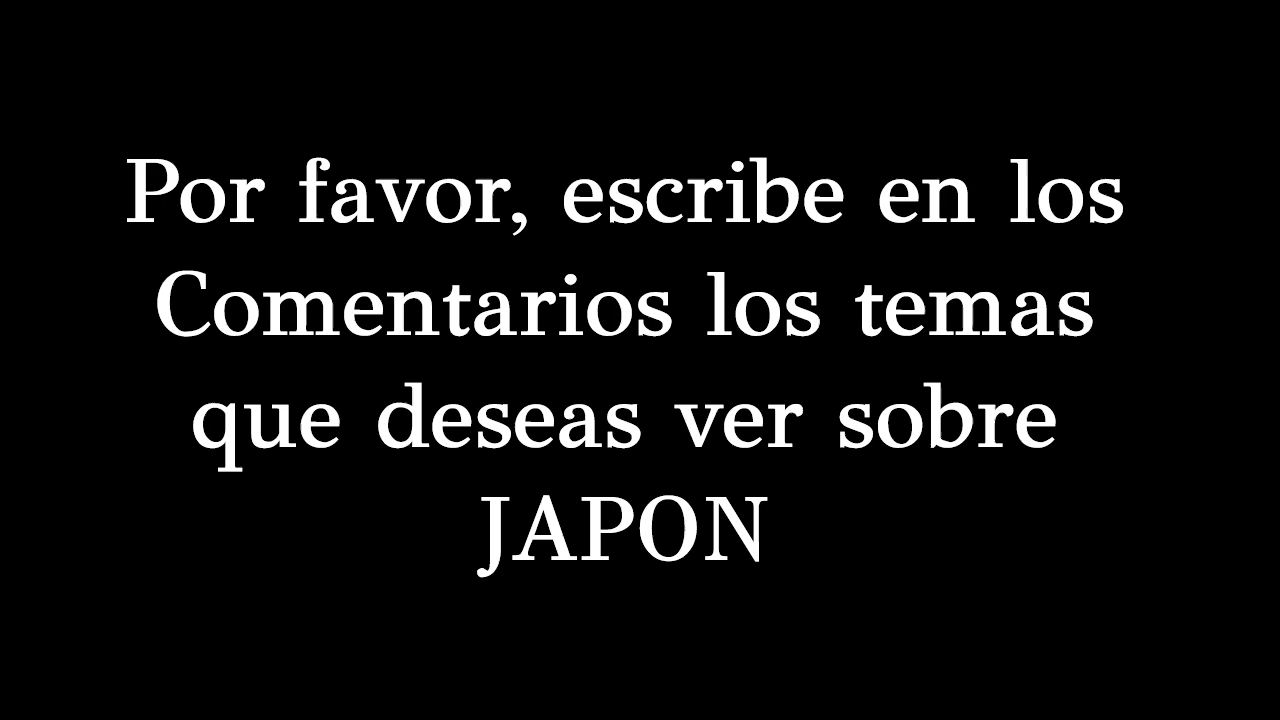 Por favor, escribe en los
Comentarios los temas
que deseas ver sobre
JAPON